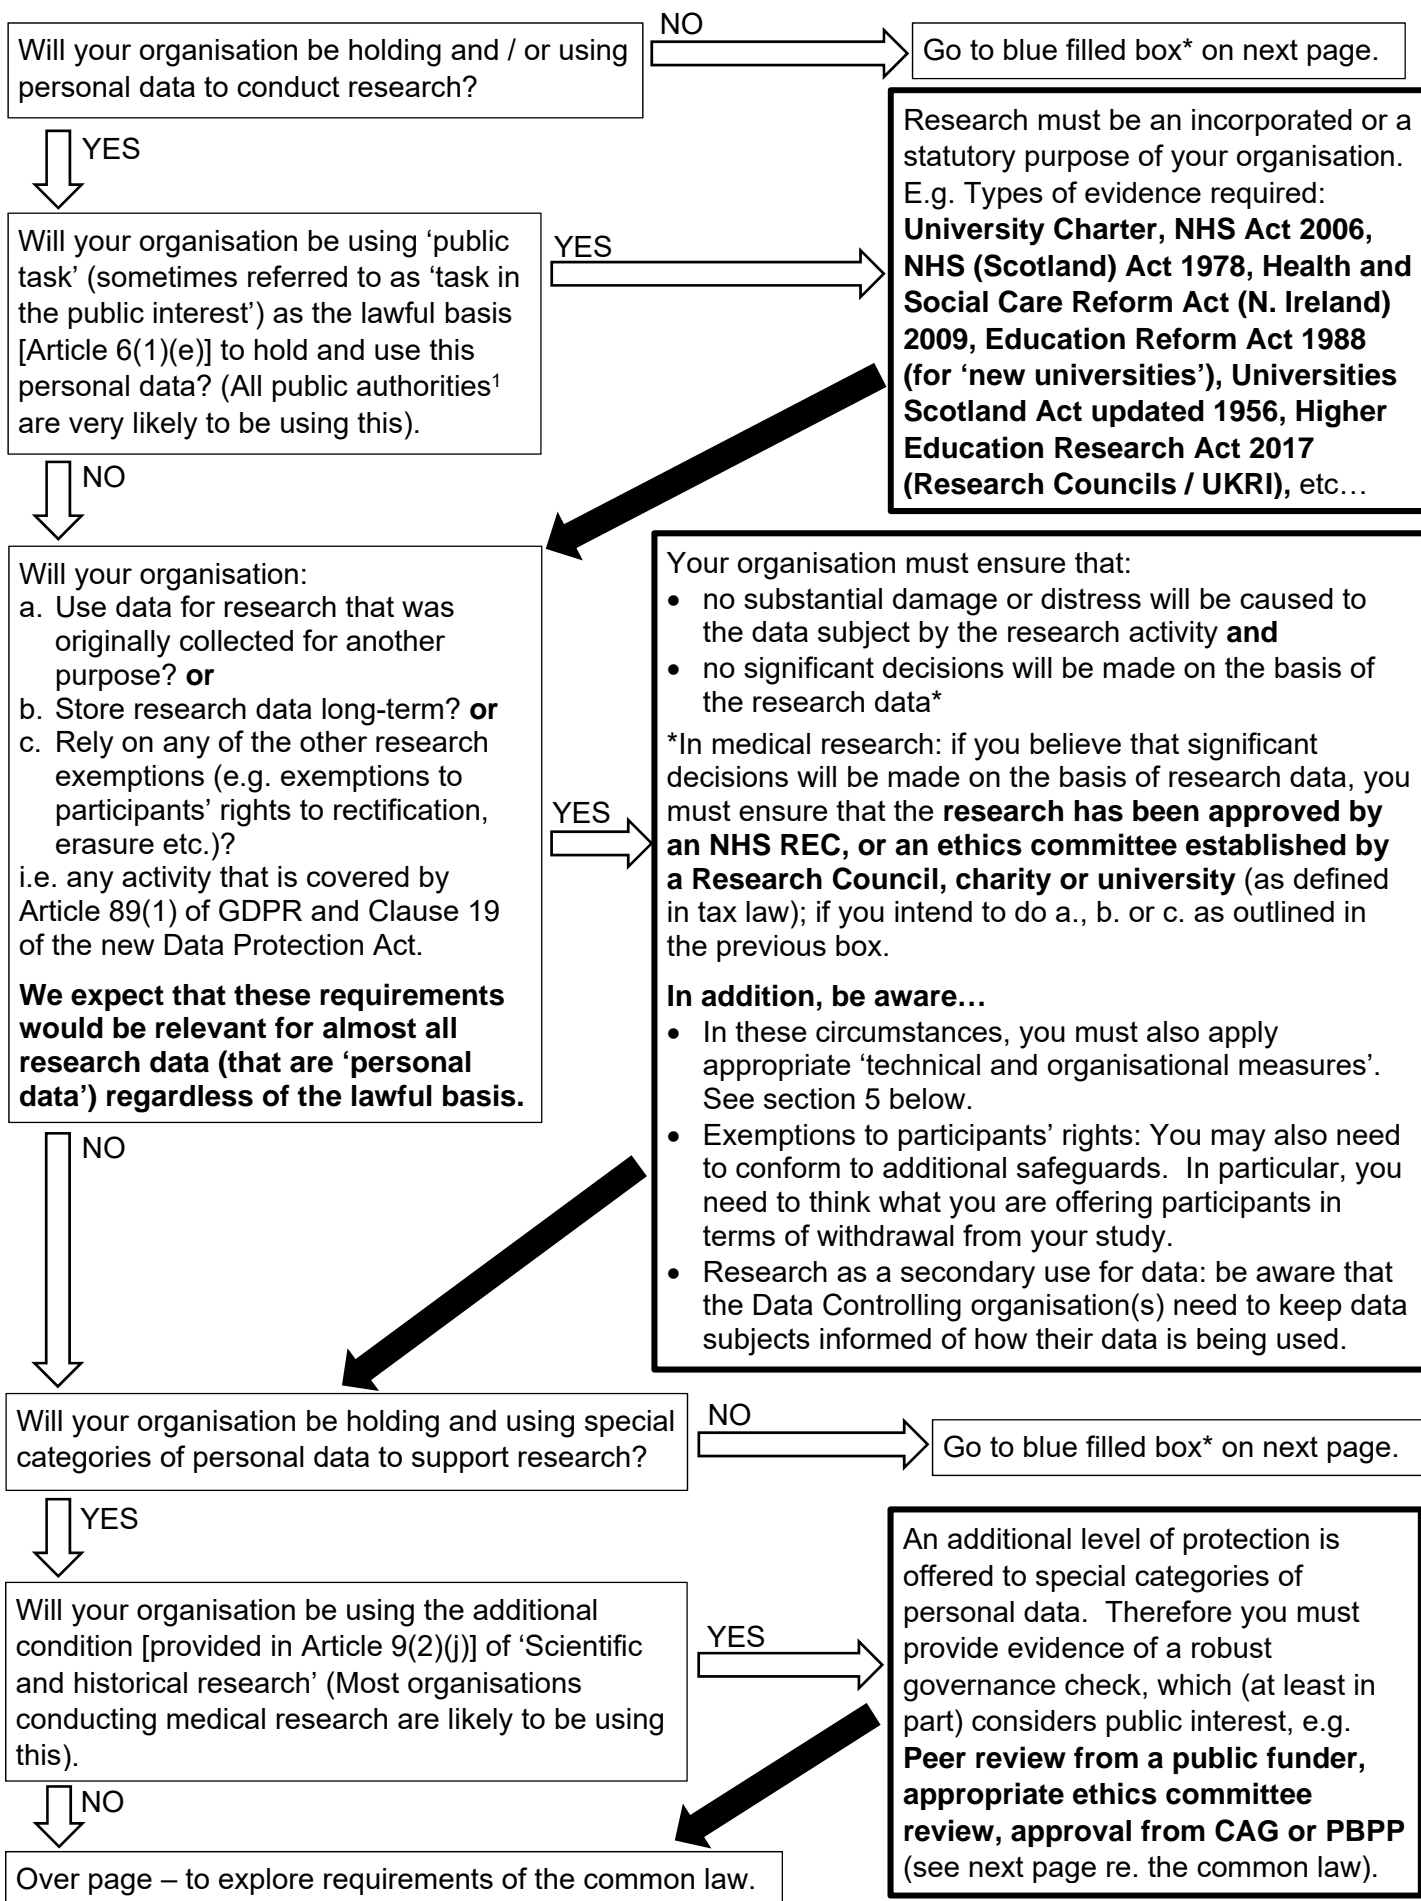 NO
Will your organisation be holding and / or using
personal data to conduct research?
Go to blue filled box* on next page.
YES
Research must be an incorporated or a
statutory purpose of your organisation.
E.g. Types of evidence required:
University Charter, NHS Act 2006,
NHS (Scotland) Act 1978, Health and
Social Care Reform Act (N. Ireland)
2009, Education Reform Act 1988
(for ‘new universities’), Universities
Scotland Act updated 1956, Higher
Education Research Act 2017
(Research Councils / UKRI), etc…
Will your organisation be using ‘public
task’ (sometimes referred to as ‘task in
the public interest’) as the lawful basis
[Article 6(1)(e)] to hold and use this
personal data? (All public authorities¹
are very likely to be using this).
YES
NO
Will your organisation:
a. Use data for research that was
originally collected for another
purpose? or
b. Store research data long-term? or
c. Rely on any of the other research
exemptions (e.g. exemptions to
participants’ rights to rectification,
erasure etc.)?
i.e. any activity that is covered by
Article 89(1) of GDPR and Clause 19
of the new Data Protection Act.
We expect that these requirements
would be relevant for almost all
research data (that are ‘personal
data’) regardless of the lawful basis.
YES
Your organisation must ensure that:
• no substantial damage or distress will be caused to
the data subject by the research activity and
• no significant decisions will be made on the basis of
the research data*
*In medical research: if you believe that significant
decisions will be made on the basis of research data, you
must ensure that the research has been approved by
an NHS REC, or an ethics committee established by
a Research Council, charity or university (as defined
in tax law); if you intend to do a., b. or c. as outlined in
the previous box.
In addition, be aware…
• In these circumstances, you must also apply
appropriate ‘technical and organisational measures’.
See section 5 below.
• Exemptions to participants’ rights: You may also need
to conform to additional safeguards.  In particular, you
need to think what you are offering participants in
terms of withdrawal from your study.
• Research as a secondary use for data: be aware that
the Data Controlling organisation(s) need to keep data
subjects informed of how their data is being used.
NO
Will your organisation be holding and using special
categories of personal data to support research?
NO
Go to blue filled box* on next page.
YES
Will your organisation be using the additional
condition [provided in Article 9(2)(j)] of ‘Scientific
and historical research’ (Most organisations
conducting medical research are likely to be using
this).
YES
An additional level of protection is
offered to special categories of
personal data.  Therefore you must
provide evidence of a robust
governance check, which (at least in
part) considers public interest, e.g.
Peer review from a public funder,
appropriate ethics committee
review, approval from CAG or PBPP
(see next page re. the common law).
NO
Over page – to explore requirements of the common law.